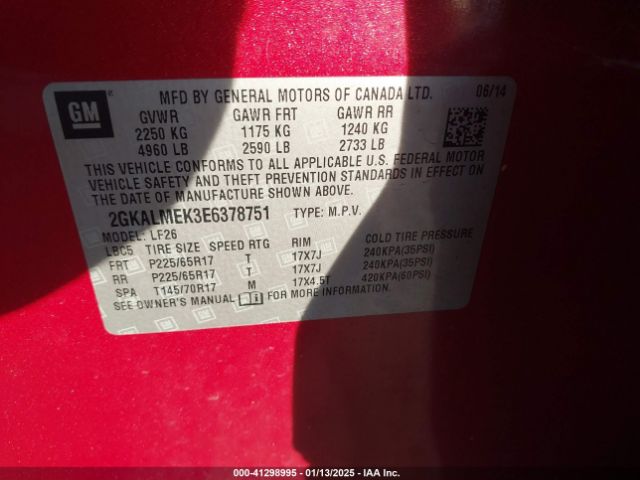 GM
MFD BY GENERAL MOTORS OF CANADA LTD. 06/14
GVWR GAWR FRT GAWR RR
2250 KG 1175 KG 1240 KG
4960 LB 2590 LB 2733 LB
THIS VEHICLE CONFORMS TO ALL APPLICABLE U.S. FEDERAL MOTOR
VEHICLE SAFETY AND THEFT PREVENTION STANDARDS IN EFFECT ON
THE DATE OF MANUFACTURE SHOWN ABOVE.
2GKALMEK3E6378751 TYPE: M.P.V.
MODEL: LF26
LBC5 TIRE SIZE SPEED RTG RIM COLD TIRE PRESSURE
FRT P225/65R17 T 17X7J 240KPA(35PSI)
RR P225/65R17 T 17X7J 240KPA(35PSI)
SPA T145/70R17 M 17X4.5T 420KPA(60PSI)
SEE OWNER'S MANUAL FOR MORE INFORMATION.
000-41298995 - 01/13/2025 - IAA Inc.